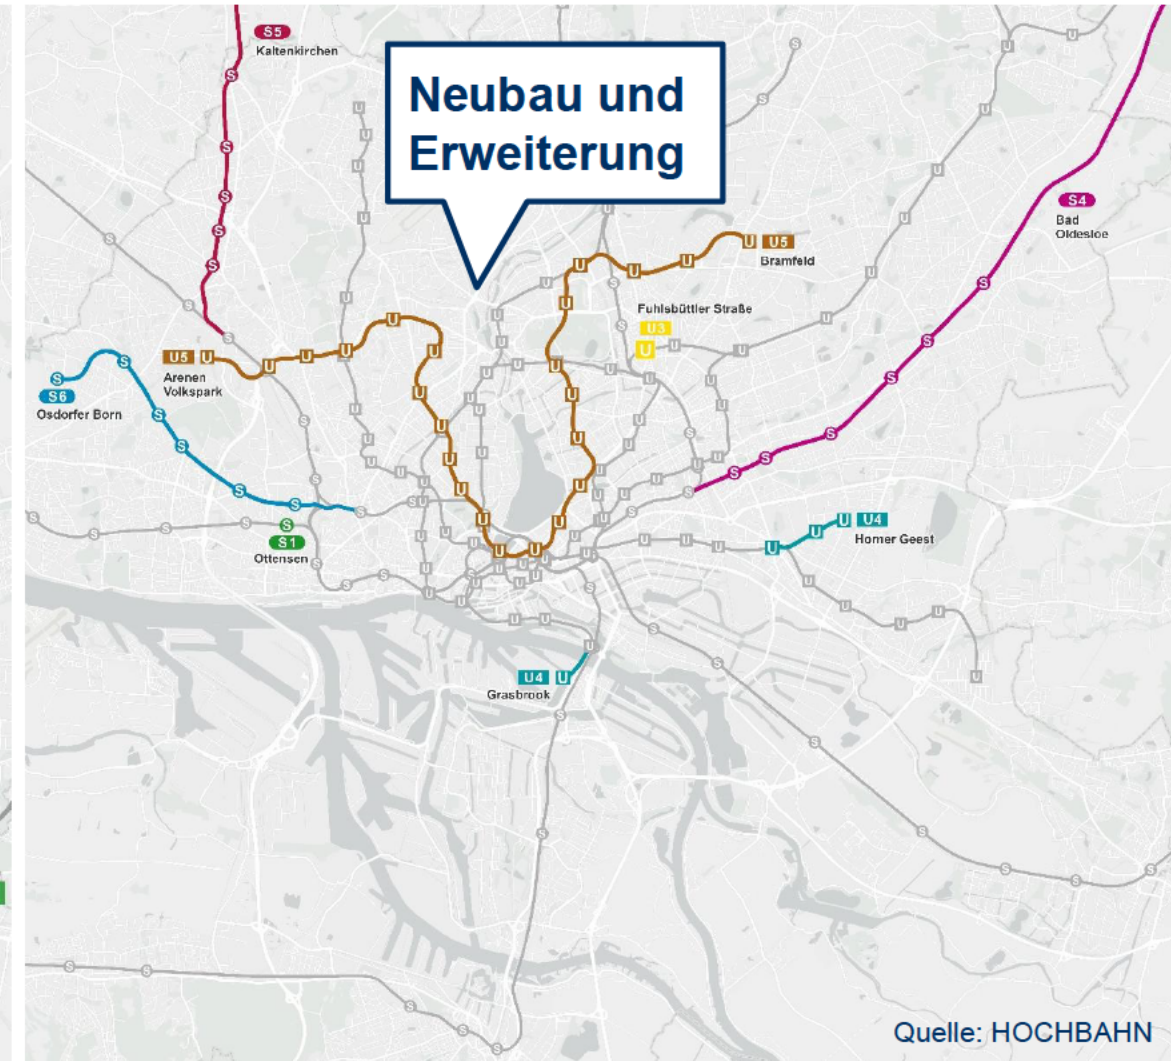 S5
Kaltenkirchen
Neubau und
Erweiterung
S4
Bad
Oldesloe
U5
Bramfeld
Fuhlsbüttler Straße
U3
U
U5
Arenen
Volkspark
S6
Osdorfer Born
S1
Ottensen
U4
Horner Geest
U4
Grasbrook
Quelle: HOCHBAHN